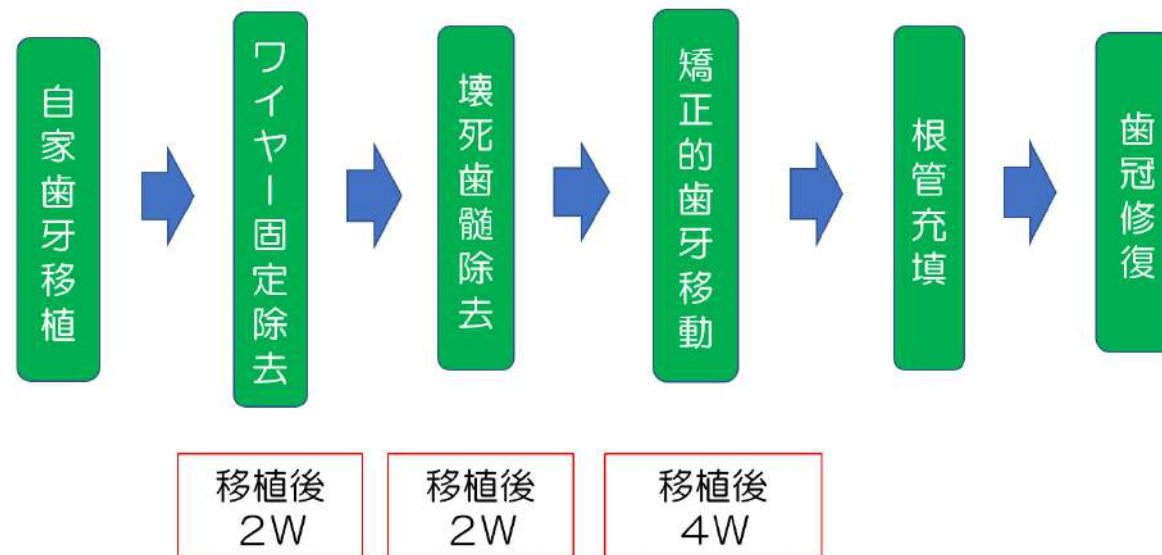 自家歯牙移植
ワイヤー固定除去
壊死歯髄除去
矯正的歯牙移動
根管充填
歯冠修復
移植後
2W
移植後
2W
移植後
4W